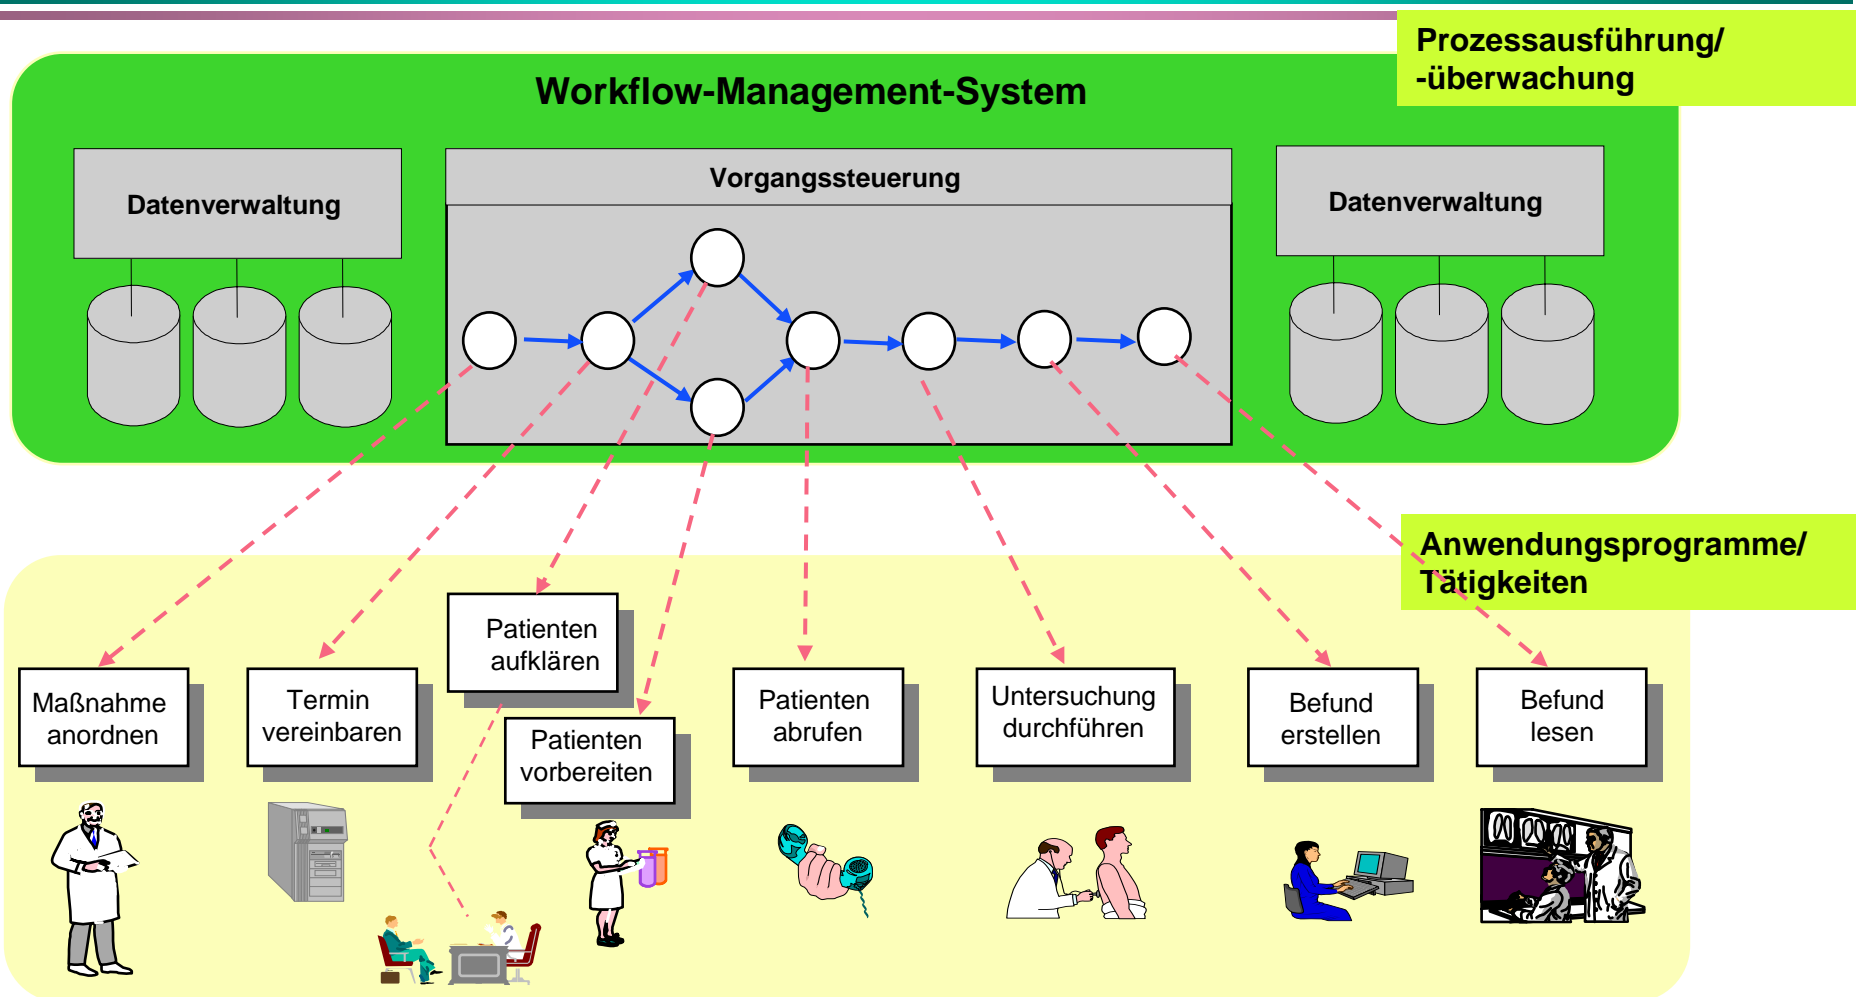 Prozessausführung/
-überwachung
Workflow-Management-System
Datenverwaltung
Vorgangssteuerung
Datenverwaltung
Anwendungsprogramme/
Tätigkeiten
Maßnahme
anordnen
Termin
vereinbaren
Patienten
aufklären
Patienten
vorbereiten
Patienten
abrufen
Untersuchung
durchführen
Befund
erstellen
Befund
lesen